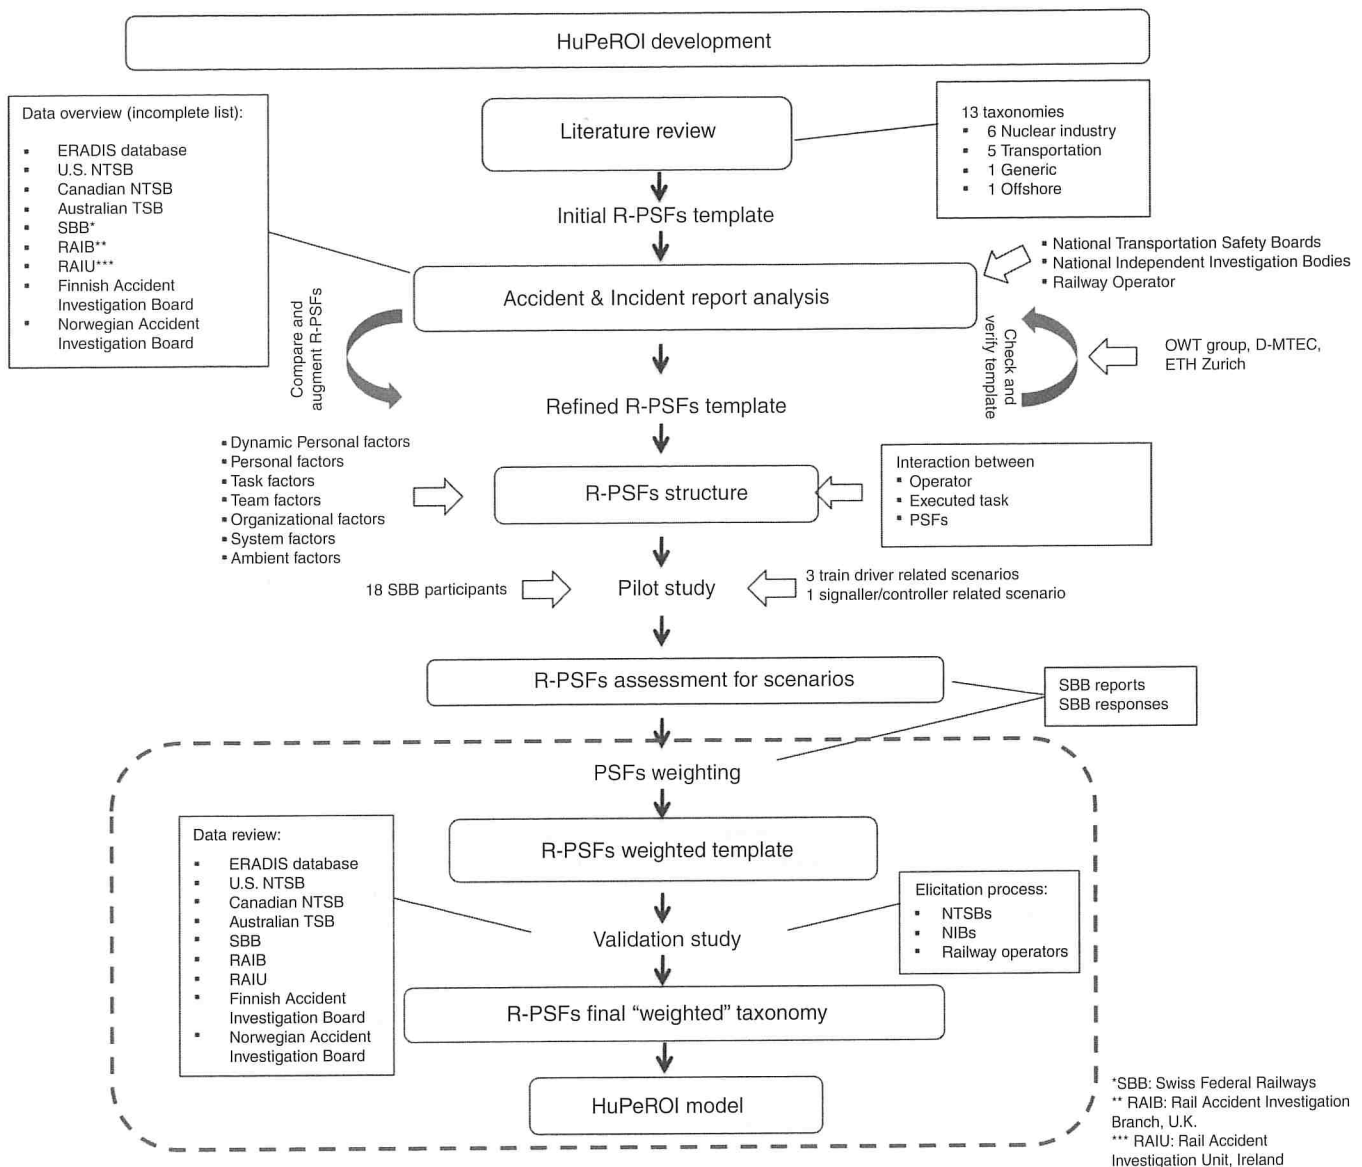 HuPeROI development
Data overview (incomplete list):
▪ ERADIS database
▪ U.S. NTSB
▪ Canadian NTSB
▪ Australian TSB
▪ SBB*
▪ RAIB**
▪ RAIU***
▪ Finnish Accident
Investigation Board
▪ Norwegian Accident
Investigation Board
Literature review
13 taxonomies
▪ 6 Nuclear industry
▪ 5 Transportation
▪ 1 Generic
▪ 1 Offshore
Initial R-PSFs template
Accident & Incident report analysis
▪ National Transportation Safety Boards
▪ National Independent Investigation Bodies
▪ Railway Operator
Compare and
augment R-PSFs
Check and
verify template
OWT group, D-MTEC,
ETH Zurich
Refined R-PSFs template
▪ Dynamic Personal factors
▪ Personal factors
▪ Task factors
▪ Team factors
▪ Organizational factors
▪ System factors
▪ Ambient factors
R-PSFs structure
Interaction between
▪ Operator
▪ Executed task
▪ PSFs
18 SBB participants
Pilot study
3 train driver related scenarios
1 signaller/controller related scenario
R-PSFs assessment for scenarios
SBB reports
SBB responses
PSFs weighting
R-PSFs weighted template
Data review:
▪ ERADIS database
▪ U.S. NTSB
▪ Canadian NTSB
▪ Australian TSB
▪ SBB
▪ RAIB
▪ RAIU
▪ Finnish Accident
Investigation Board
▪ Norwegian Accident
Investigation Board
Validation study
Elicitation process:
▪ NTSBs
▪ NIBs
▪ Railway operators
R-PSFs final “weighted” taxonomy
HuPeROI model
*SBB: Swiss Federal Railways
** RAIB: Rail Accident Investigation
Branch, U.K.
*** RAIU: Rail Accident
Investigation Unit, Ireland